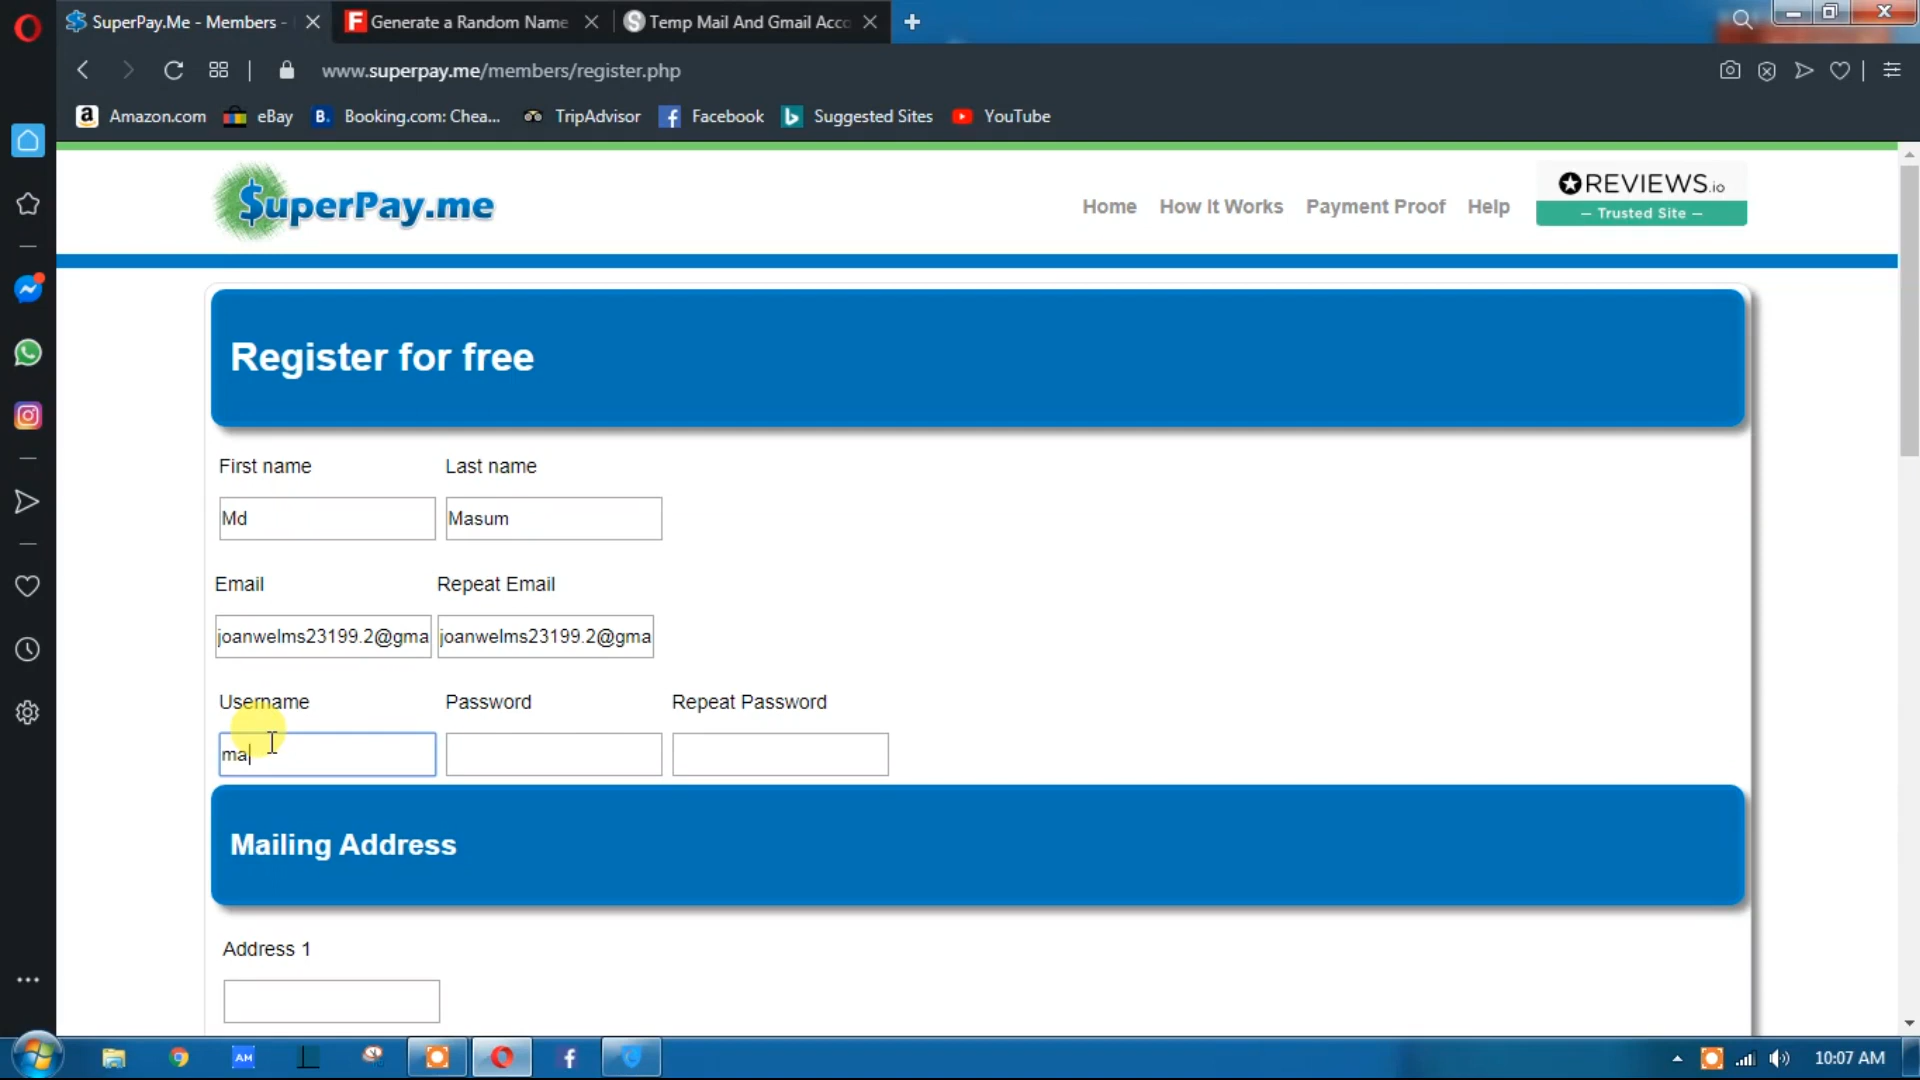 SuperPay.Me - Members -
Generate a Random Name
Temp Mail And Gmail Acco
www.superpay.me/members/register.php
Amazon.com
eBay
Booking.com: Chea...
TripAdvisor
Facebook
Suggested Sites
YouTube
$uperPay.me
Home
How It Works
Payment Proof
Help
REVIEWS.io
– Trusted Site –
Register for free
First name
Last name
Md
Masum
Email
Repeat Email
joanwelms23199.2@gma
joanwelms23199.2@gma
Username
Password
Repeat Password
ma
Mailing Address
Address 1
AM
10:07 AM